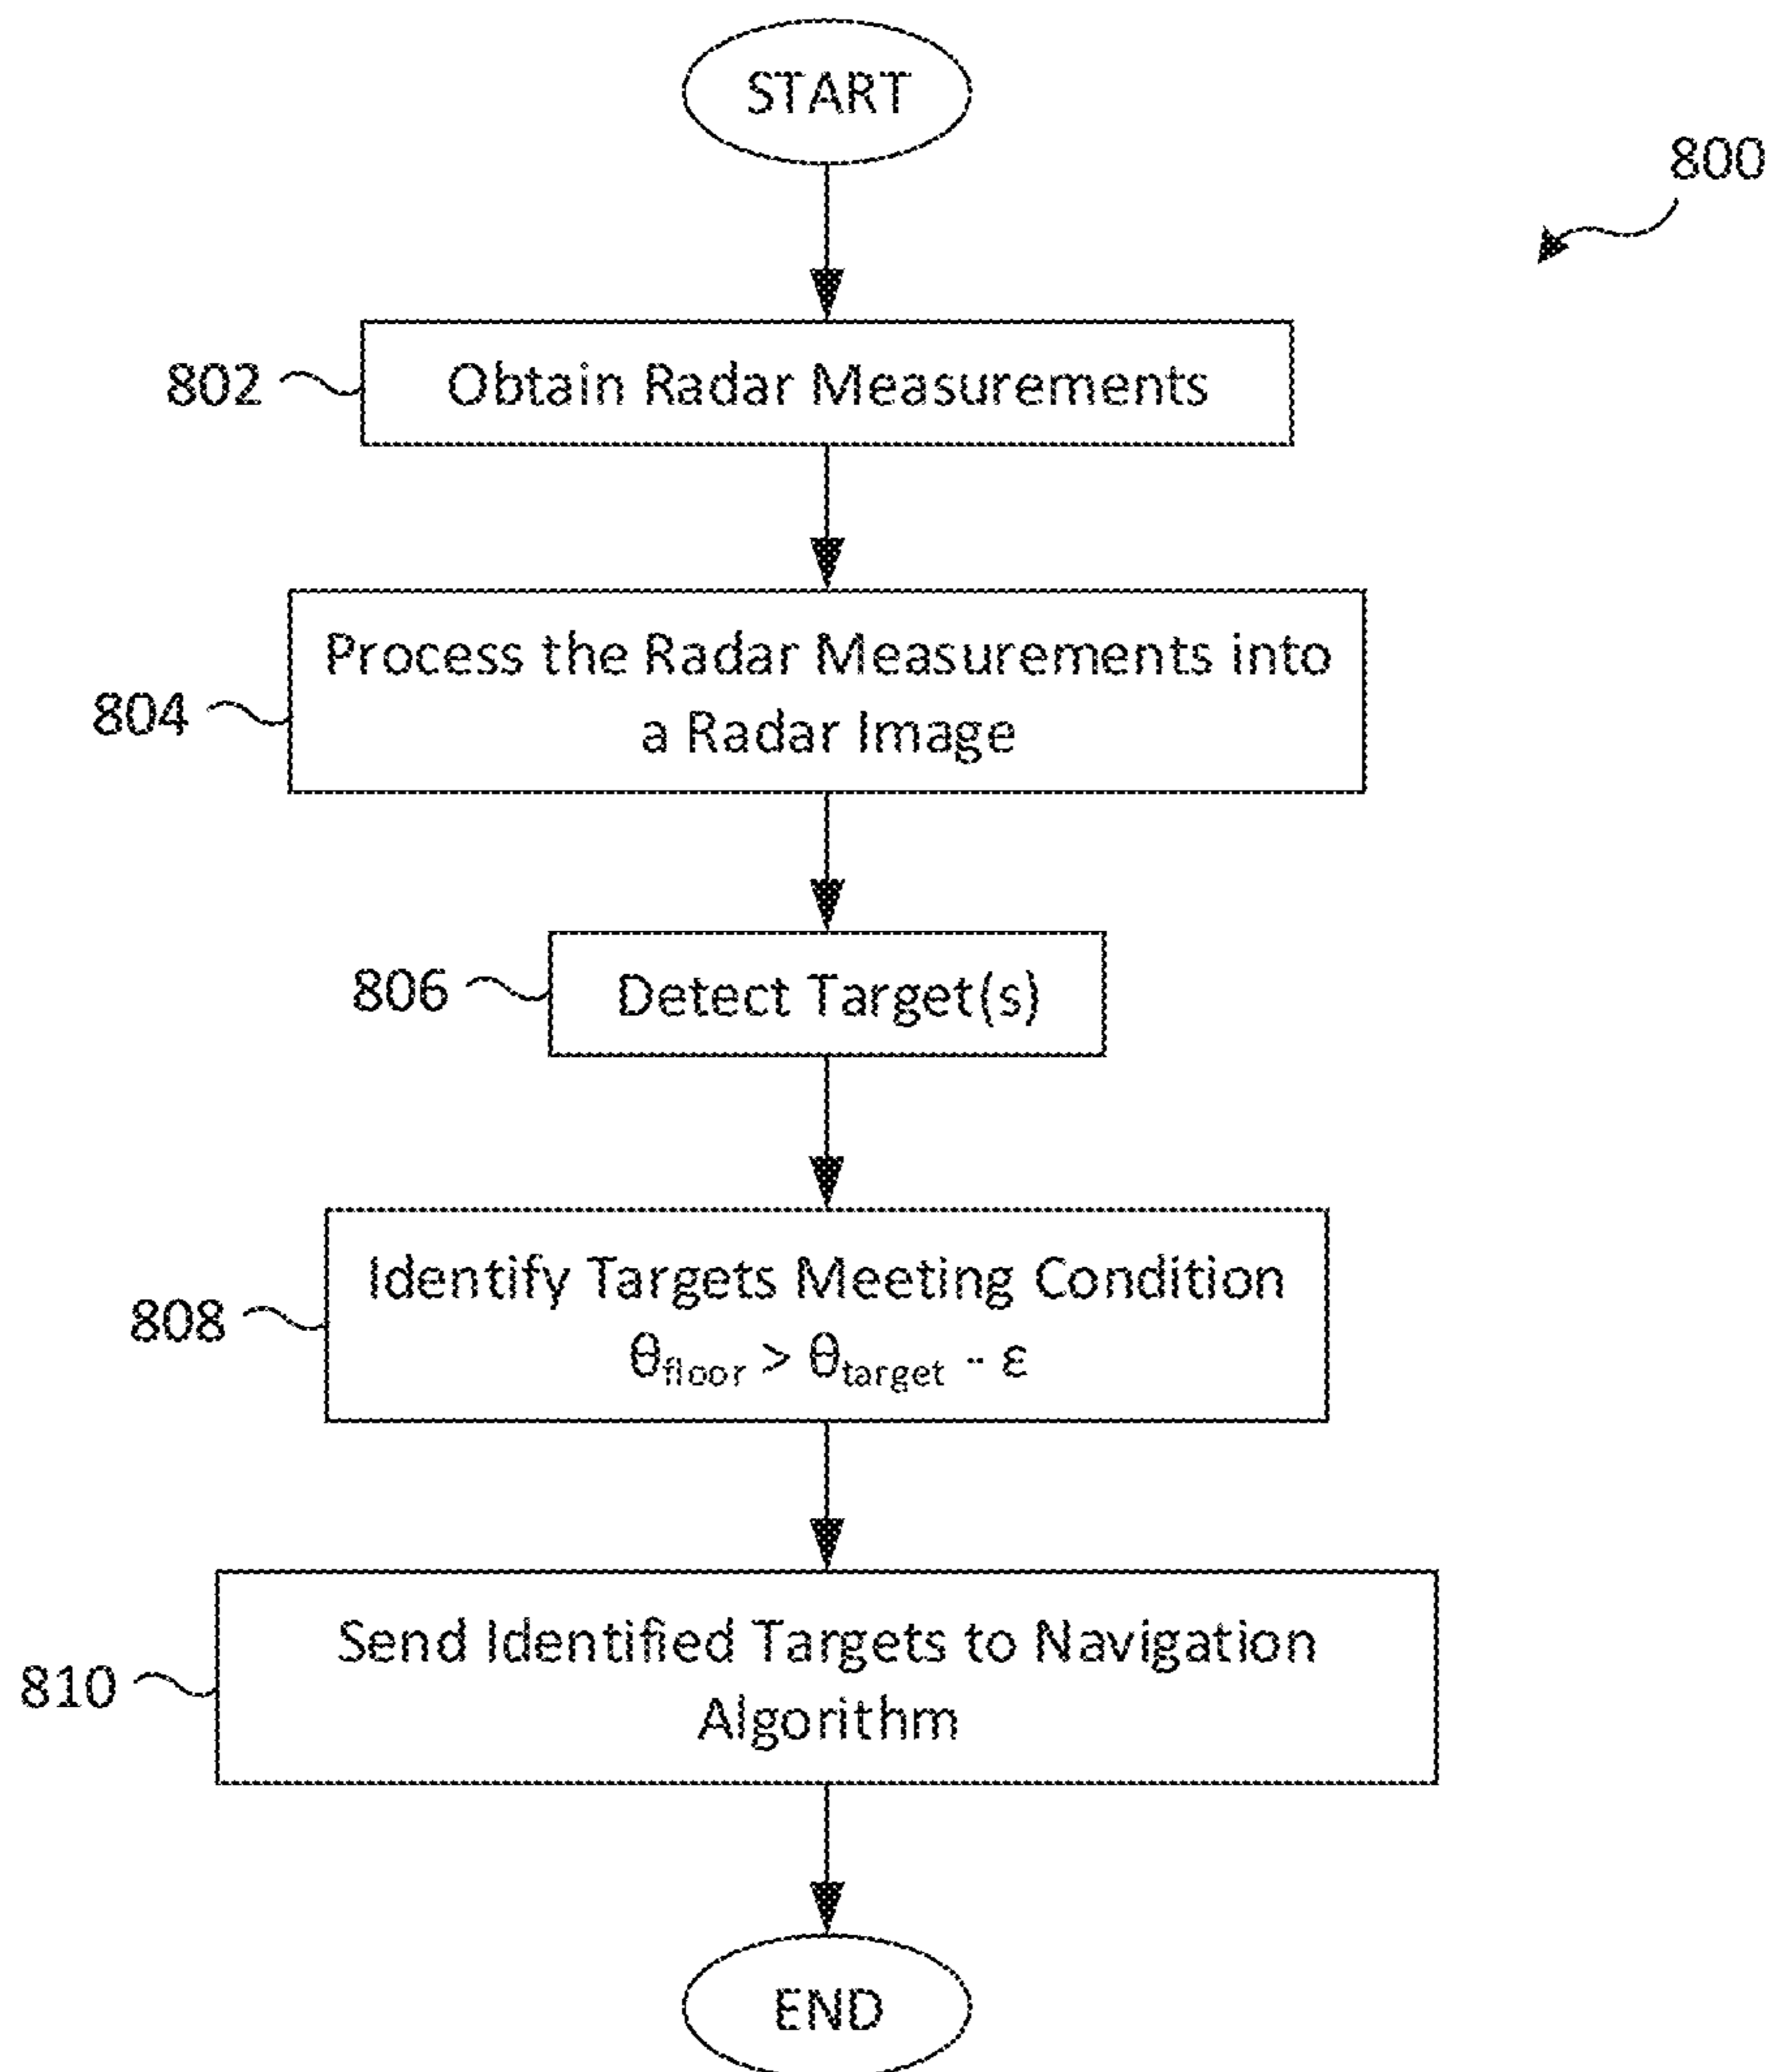 START
800
802
Obtain Radar Measurements
804
Process the Radar Measurements into
a Radar Image
806
Detect Target(s)
808
Identify Targets Meeting Condition
θfloor > θtarget - ε
810
Send Identified Targets to Navigation
Algorithm
END